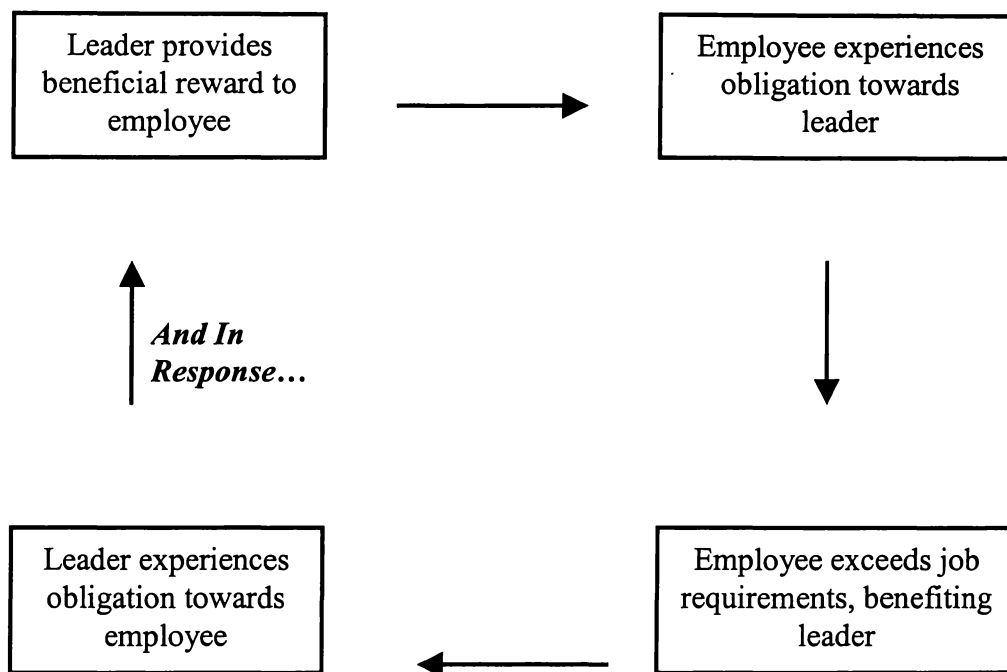 Leader provides
beneficial reward to
employee
Employee experiences
obligation towards
leader
And In
Response…
Leader experiences
obligation towards
employee
Employee exceeds job
requirements, benefiting
leader